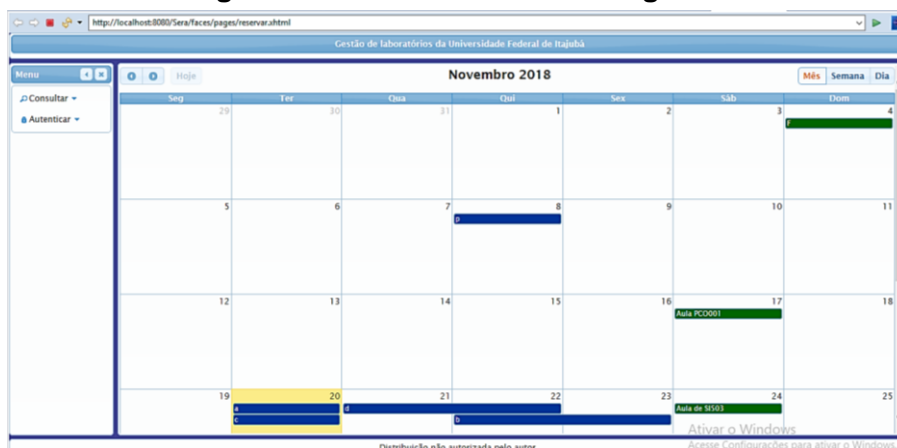 http://localhost:8080/Sera/faces/pages/reservar.xhtml
Gestão de laboratórios da Universidade Federal de Itajubá
Menu
Consultar
Autenticar
Hoje
Novembro 2018
Mês Semana Dia
Seg Ter Qua Qui Sex Sáb Dom
29 30 31 1 2 3 4
F
5 6 7 8 9 10 11
p
12 13 14 15 16 17 18
Aula PCO001
19 20 21 22 23 24 25
a d Aula de SIS03
c b
Ativar o Windows
Distribuição não autorizada pelo autor Acesse Configurações para ativar o Windows.